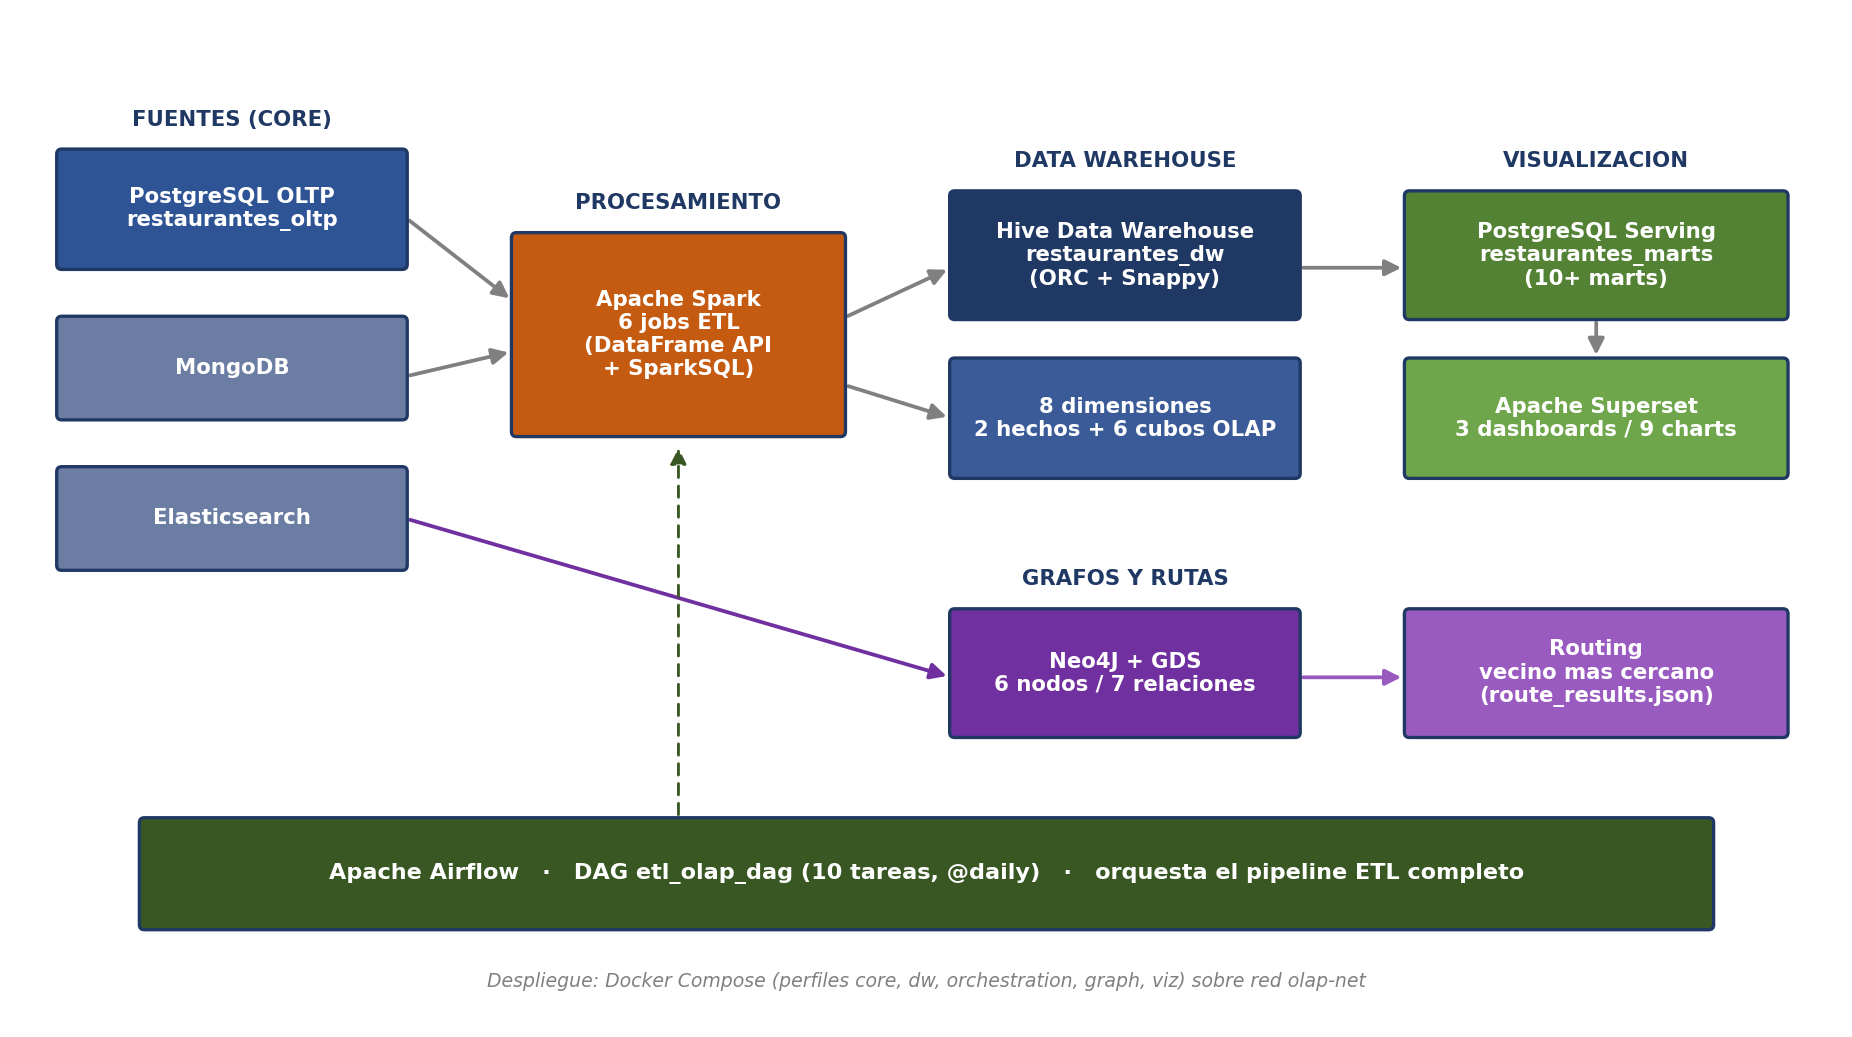 FUENTES (CORE)
PostgreSQL OLTP
restaurantes_oltp
MongoDB
Elasticsearch
PROCESAMIENTO
Apache Spark
6 jobs ETL
(DataFrame API
+ SparkSQL)
DATA WAREHOUSE
Hive Data Warehouse
restaurantes_dw
(ORC + Snappy)
8 dimensiones
2 hechos + 6 cubos OLAP
VISUALIZACION
PostgreSQL Serving
restaurantes_marts
(10+ marts)
Apache Superset
3 dashboards / 9 charts
GRAFOS Y RUTAS
Neo4J + GDS
6 nodos / 7 relaciones
Routing
vecino mas cercano
(route_results.json)
Apache Airflow · DAG etl_olap_dag (10 tareas, @daily) · orquesta el pipeline ETL completo
Despliegue: Docker Compose (perfiles core, dw, orchestration, graph, viz) sobre red olap-net